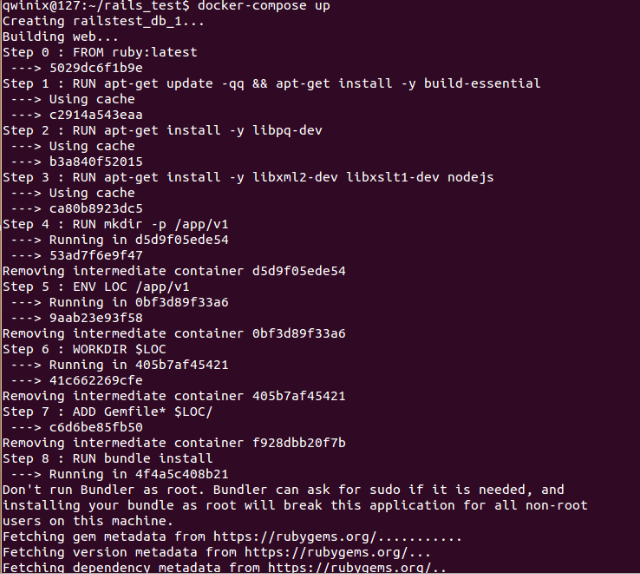 qwinix@127:~/rails_test$ docker-compose up
Creating railstest_db_1...
Building web...
Step 0 : FROM ruby:latest
 ---> 5029dc6f1b9e
Step 1 : RUN apt-get update -qq && apt-get install -y build-essential
 ---> Using cache
 ---> c2914a543eaa
Step 2 : RUN apt-get install -y libpq-dev
 ---> Using cache
 ---> b3a840f52015
Step 3 : RUN apt-get install -y libxml2-dev libxslt1-dev nodejs
 ---> Using cache
 ---> ca80b8923dc5
Step 4 : RUN mkdir -p /app/v1
 ---> Running in d5d9f05ede54
 ---> 53ad7f6e9f47
Removing intermediate container d5d9f05ede54
Step 5 : ENV LOC /app/v1
 ---> Running in 0bf3d89f33a6
 ---> 9aab23e93f58
Removing intermediate container 0bf3d89f33a6
Step 6 : WORKDIR $LOC
 ---> Running in 405b7af45421
 ---> 41c662269cfe
Removing intermediate container 405b7af45421
Step 7 : ADD Gemfile* $LOC/
 ---> c6d6be85fb50
Removing intermediate container f928dbb20f7b
Step 8 : RUN bundle install
 ---> Running in 4f4a5c408b21
Don't run Bundler as root. Bundler can ask for sudo if it is needed, and
installing your bundle as root will break this application for all non-root
users on this machine.
Fetching gem metadata from https://rubygems.org/...........
Fetching version metadata from https://rubygems.org/...
Fetching dependency metadata from https://rubygems.org/..